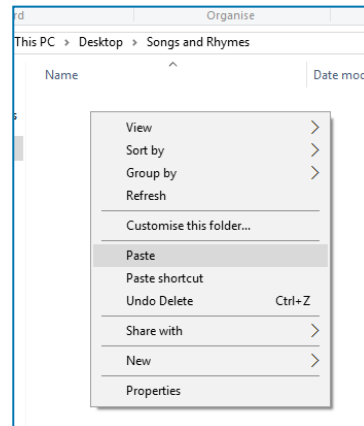 rd
Organise
This PC > Desktop > Songs and Rhymes
Name
Date mod
s
View
Sort by
Group by
Refresh
Customise this folder...
Paste
Paste shortcut
Undo Delete Ctrl+Z
Share with
New
Properties